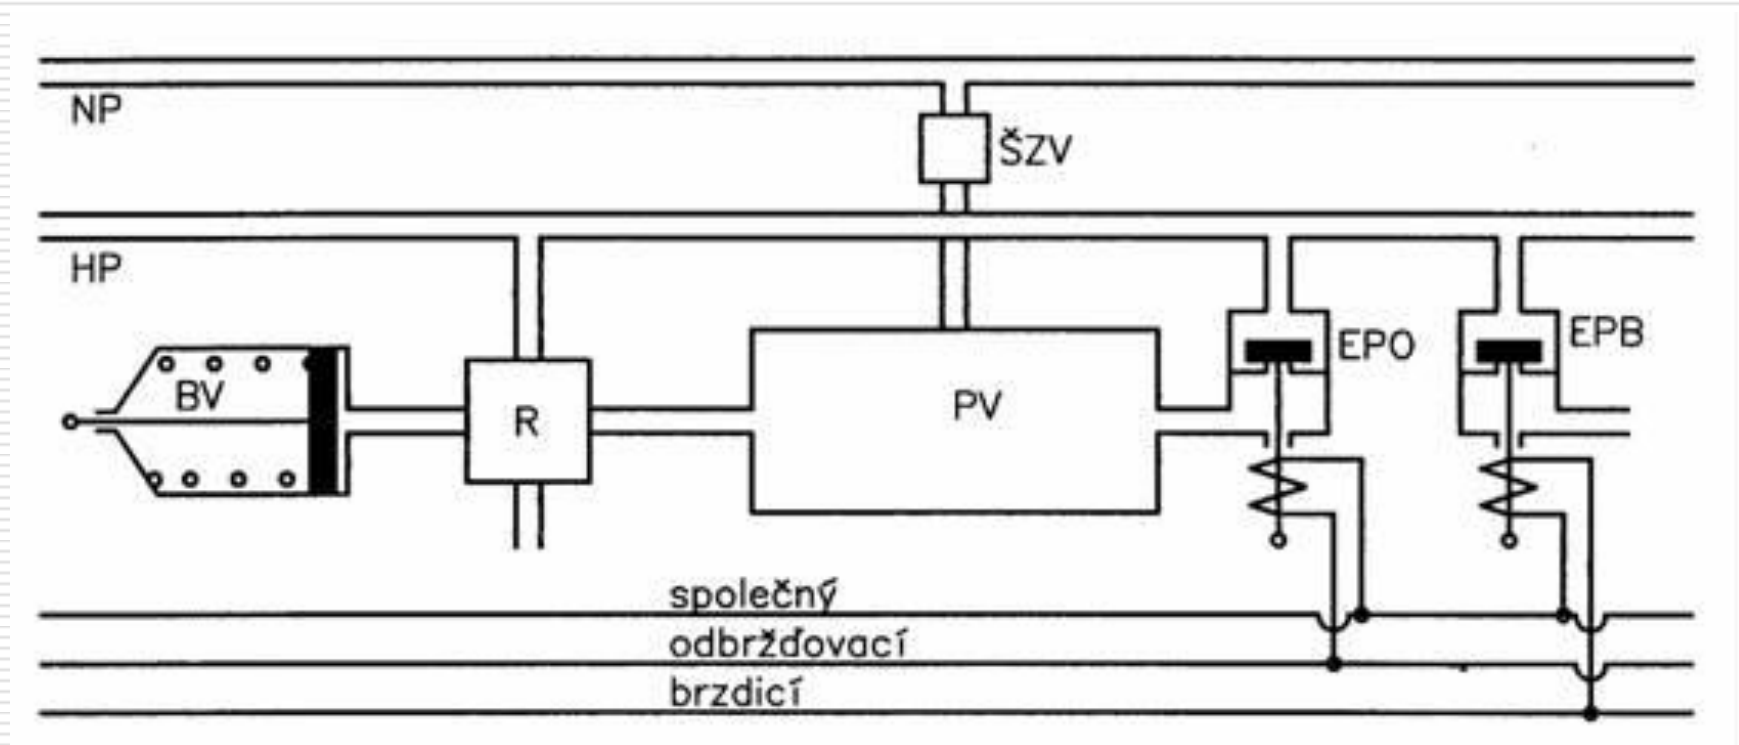 NP
ŠZV
HP
EPO
EPB
BV
R
PV
společný
odbržďovací
brzdicí